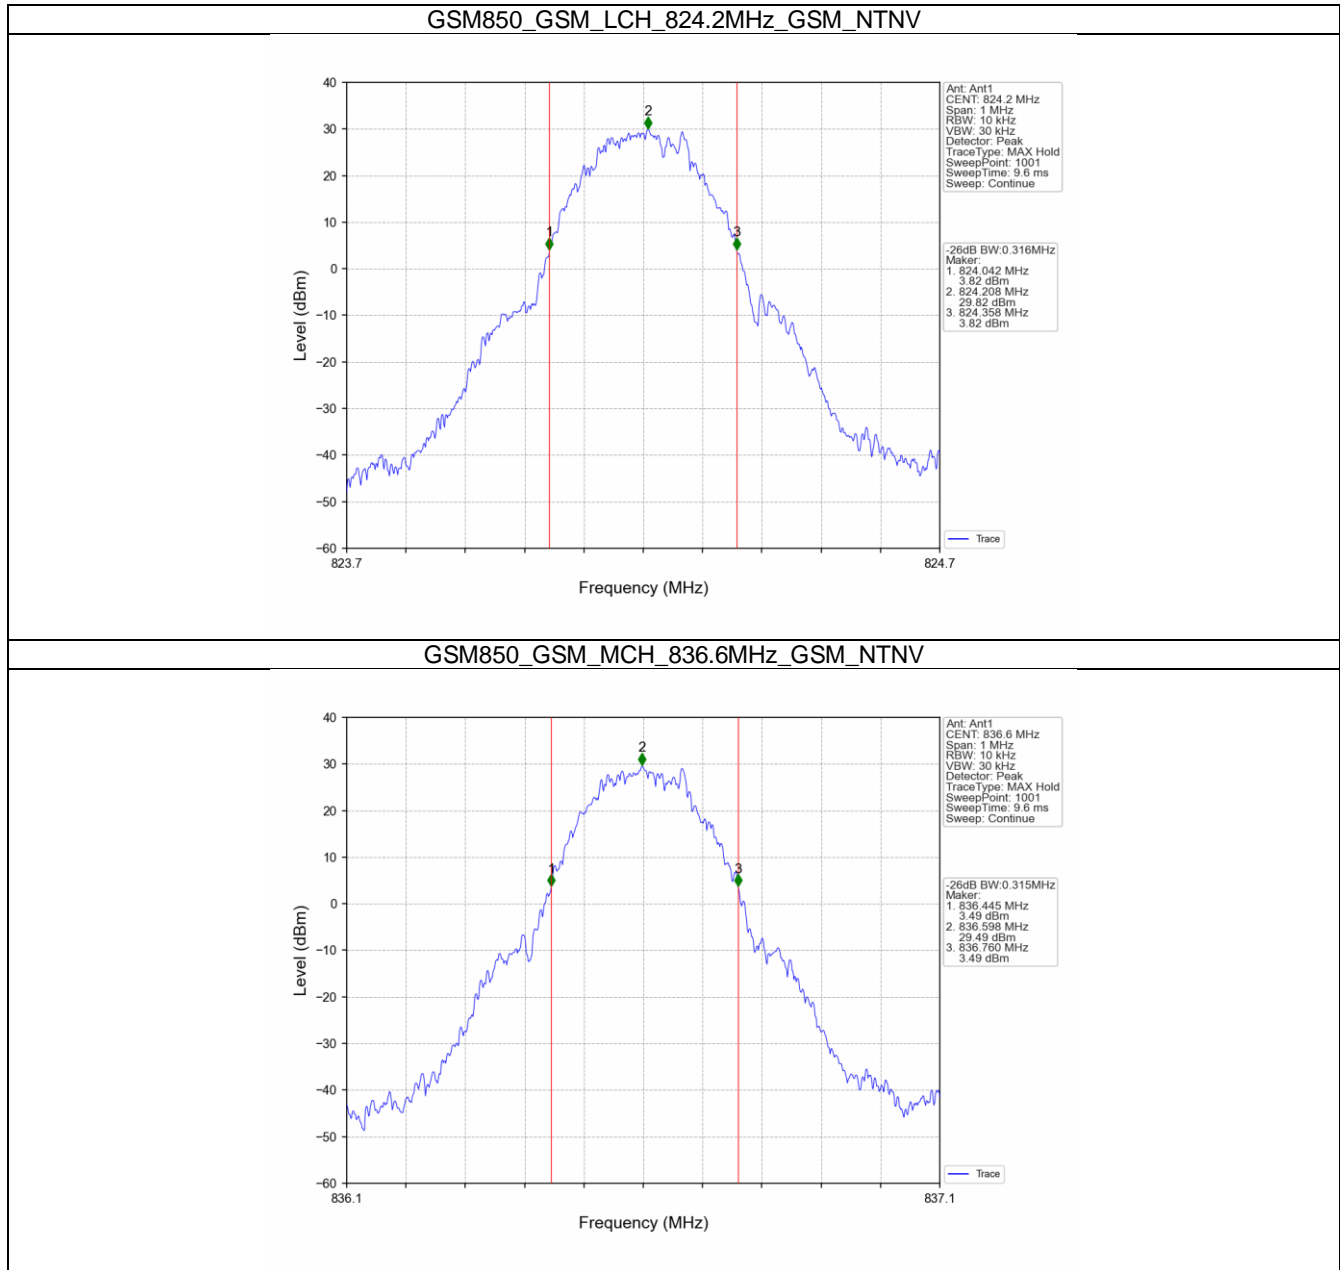 GSM850_GSM_LCH_824.2MHz_GSM_NTNV
40
30
20
10
0
−10
−20
−30
−40
−50
−60
Level (dBm)
1
2
3
823.7
824.7
Frequency (MHz)
Ant: Ant1
CENT: 824.2 MHz
Span: 1 MHz
RBW: 10 kHz
VBW: 30 kHz
Detector: Peak
TraceType: MAX Hold
SweepPoint: 1001
SweepTime: 9.6 ms
Sweep: Continue
-26dB BW:0.316MHz
Maker:
1. 824.042 MHz
3.82 dBm
2. 824.208 MHz
29.82 dBm
3. 824.358 MHz
3.82 dBm
Trace
GSM850_GSM_MCH_836.6MHz_GSM_NTNV
40
30
20
10
0
−10
−20
−30
−40
−50
−60
Level (dBm)
1
2
3
836.1
837.1
Frequency (MHz)
Ant: Ant1
CENT: 836.6 MHz
Span: 1 MHz
RBW: 10 kHz
VBW: 30 kHz
Detector: Peak
TraceType: MAX Hold
SweepPoint: 1001
SweepTime: 9.6 ms
Sweep: Continue
-26dB BW:0.315MHz
Maker:
1. 836.445 MHz
3.49 dBm
2. 836.598 MHz
29.49 dBm
3. 836.760 MHz
3.49 dBm
Trace